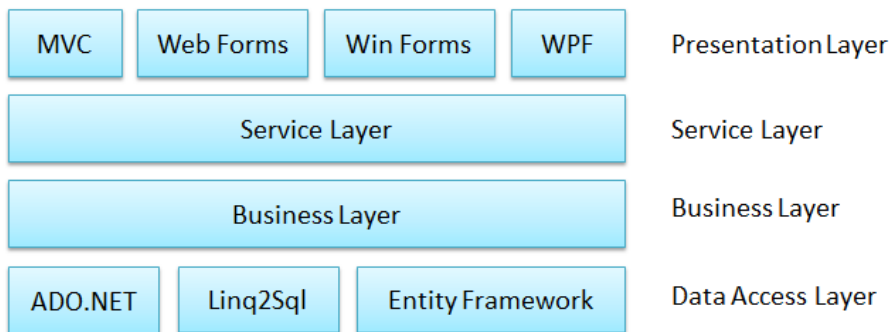 MVC Web Forms Win Forms WPF Presentation Layer
Service Layer Service Layer
Business Layer Business Layer
ADO.NET Linq2Sql Entity Framework Data Access Layer